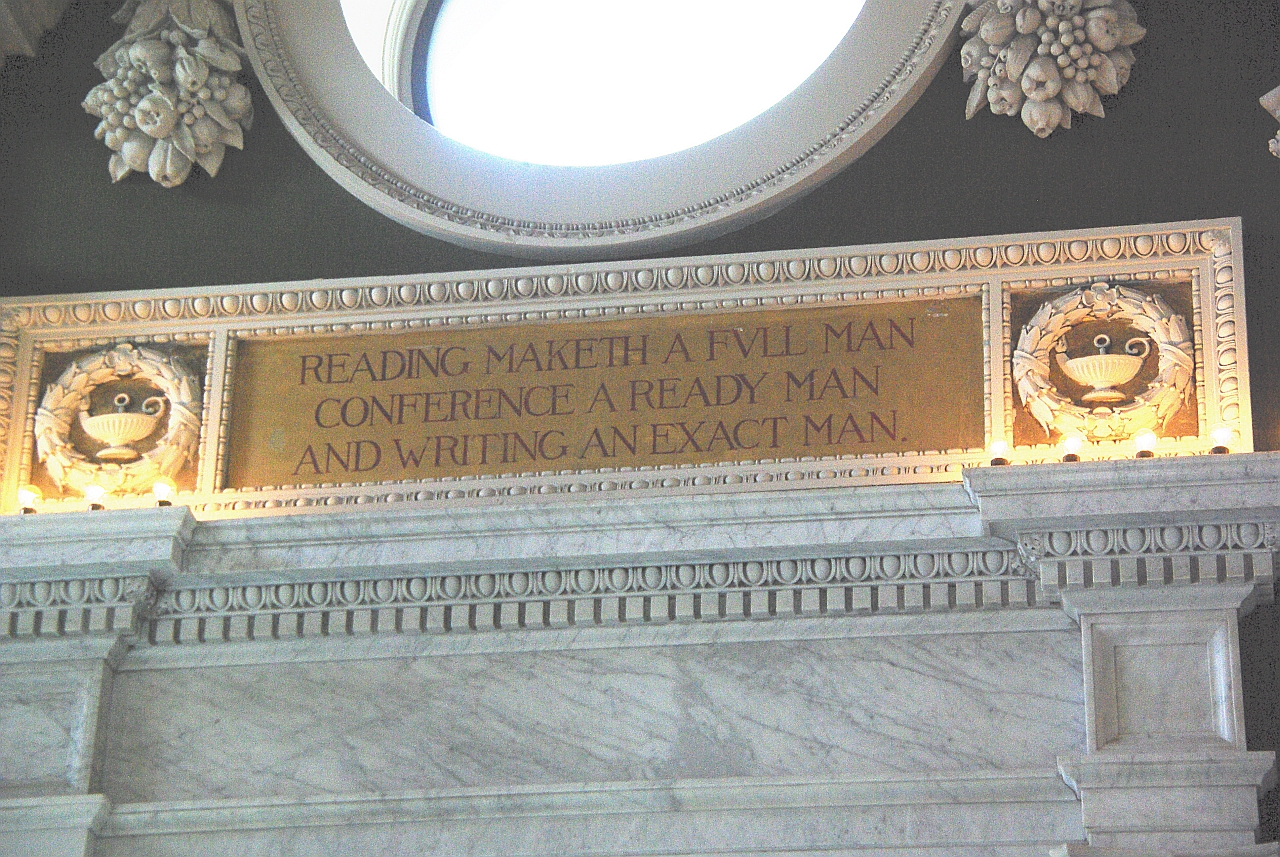 READING MAKETH A FVLL MAN
CONFERENCE A READY MAN
AND WRITING AN EXACT MAN.